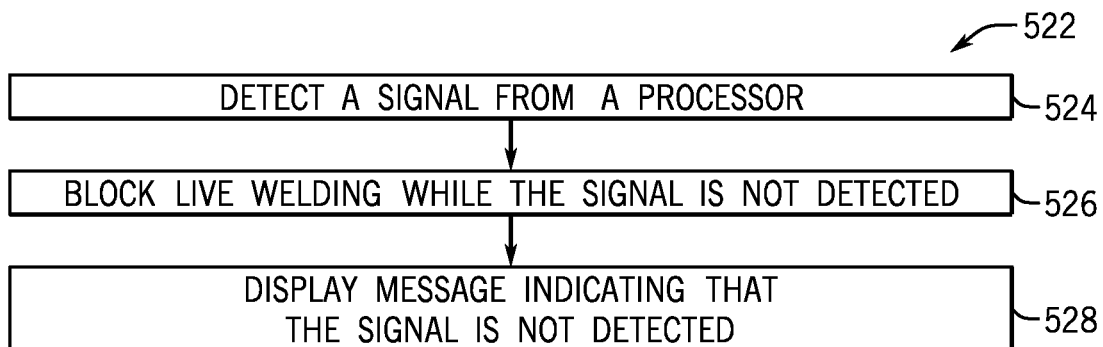 522
DETECT A SIGNAL FROM A PROCESSOR
524
BLOCK LIVE WELDING WHILE THE SIGNAL IS NOT DETECTED
526
DISPLAY MESSAGE INDICATING THAT
THE SIGNAL IS NOT DETECTED
528